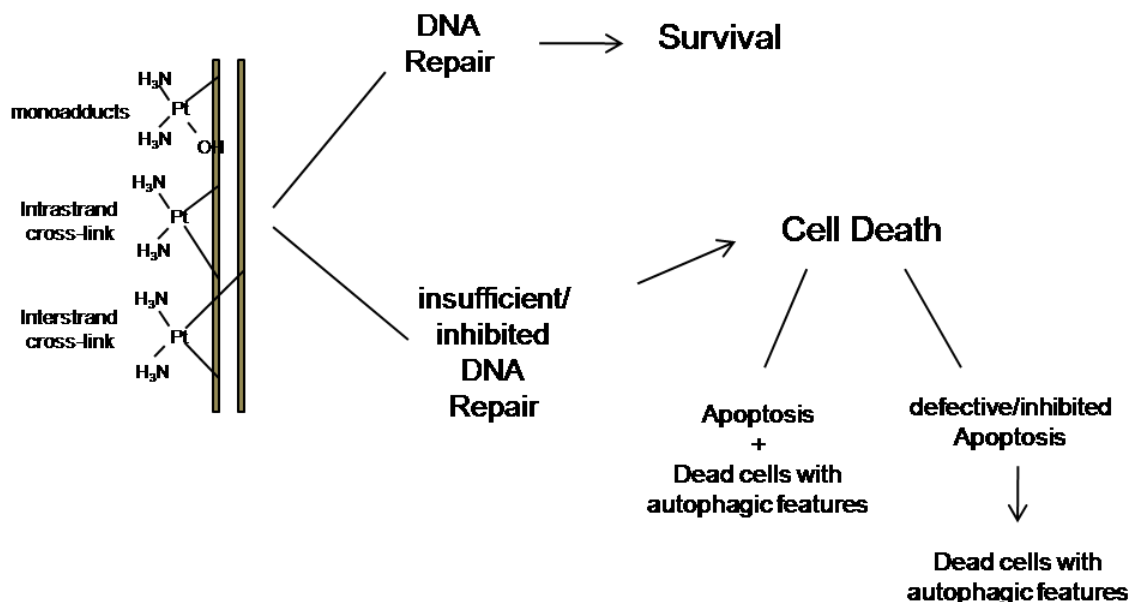 DNA
Repair
Survival
H₃N
monoadducts
Pt
H₃N
OH
H₃N
Intrastrand
cross-link
Pt
H₃N
H₃N
Interstrand
cross-link
Pt
H₃N
insufficient/
inhibited
DNA
Repair
Cell Death
Apoptosis
+
Dead cells with
autophagic features
defective/inhibited
Apoptosis
Dead cells with
autophagic features